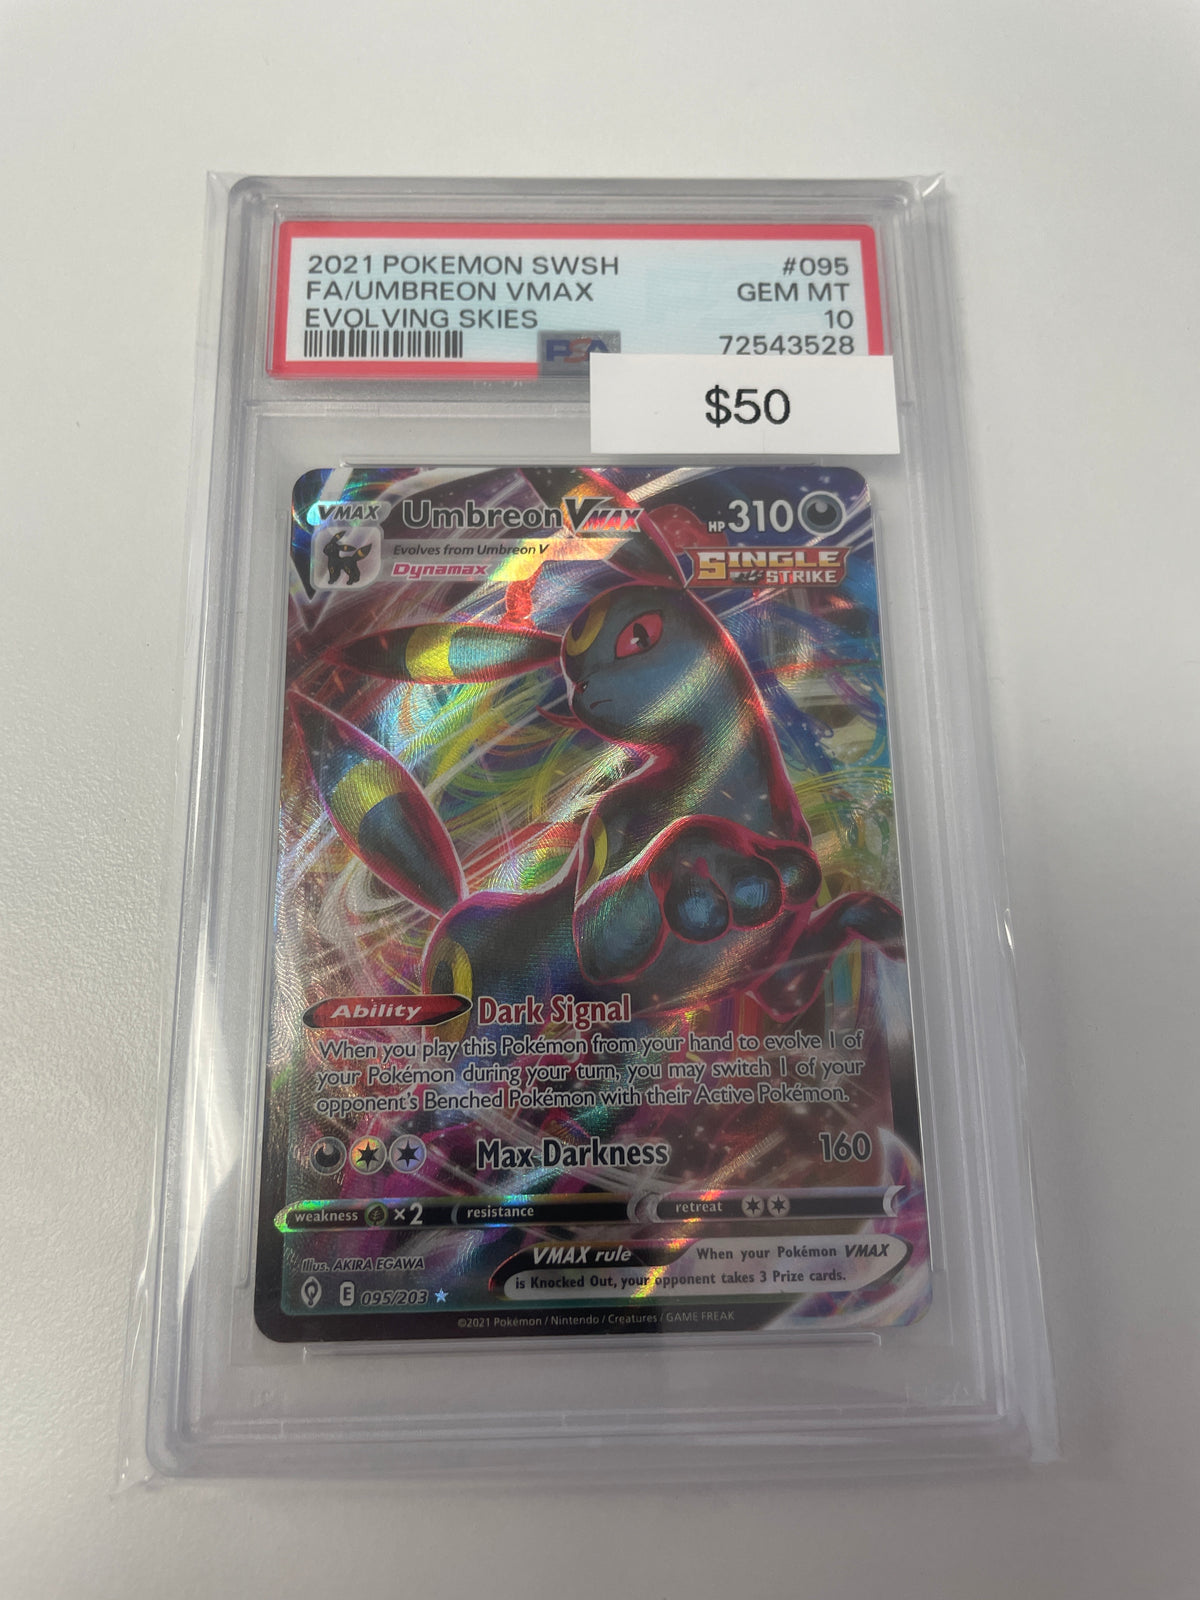 2021 POKEMON SWSH #095
FA/UMBREON VMAX GEM MT
EVOLVING SKIES 10
PSA 72543528
$50
VMAX Umbreon VMAX HP 310
Evolves from Umbreon V
Dynamax
SINGLE
STRIKE
Ability Dark Signal
When you play this Pokémon from your hand to evolve 1 of
your Pokémon during your turn, you may switch 1 of your
opponent's Benched Pokémon with their Active Pokémon.
Max Darkness 160
weakness ×2 resistance retreat
Illus. AKIRA EGAWA
VMAX rule When your Pokémon VMAX
is Knocked Out, your opponent takes 3 Prize cards.
E 095/203
©2021 Pokémon / Nintendo / Creatures / GAME FREAK